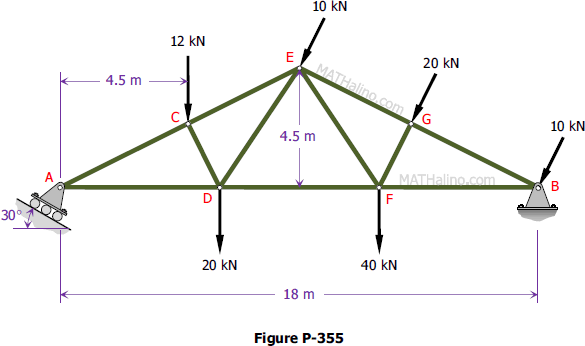 10 kN
12 kN
E
20 kN
MATHalino.com
4.5 m
C
G
4.5 m
10 kN
A
MATHalino.com
B
D
F
30°
20 kN
40 kN
18 m
Figure P-355